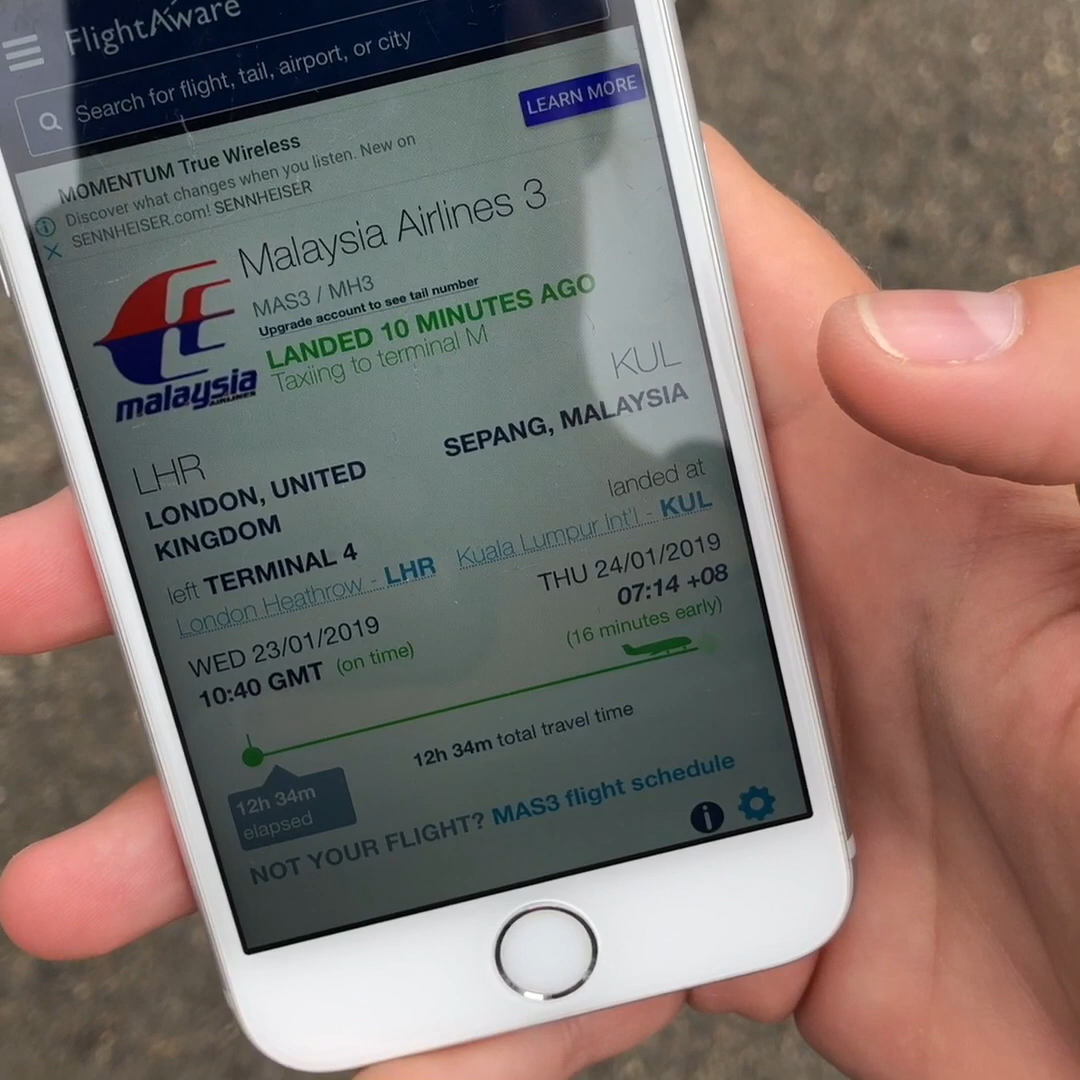 FlightAware
Search for flight, tail, airport, or city
MOMENTUM True Wireless
Discover what changes when you listen. New on
SENNHEISER.com! SENNHEISER
LEARN MORE
Malaysia Airlines 3
MAS3 / MH3
Upgrade account to see tail number
LANDED 10 MINUTES AGO
Taxiing to terminal M
malaysia
AIRLINES
LHR
LONDON, UNITED
KINGDOM
KUL
SEPANG, MALAYSIA
left TERMINAL 4
London Heathrow - LHR
landed at
Kuala Lumpur Int'l - KUL
WED 23/01/2019
10:40 GMT (on time)
THU 24/01/2019
07:14 +08
(16 minutes early)
12h 34m
elapsed
12h 34m total travel time
NOT YOUR FLIGHT? MAS3 flight schedule